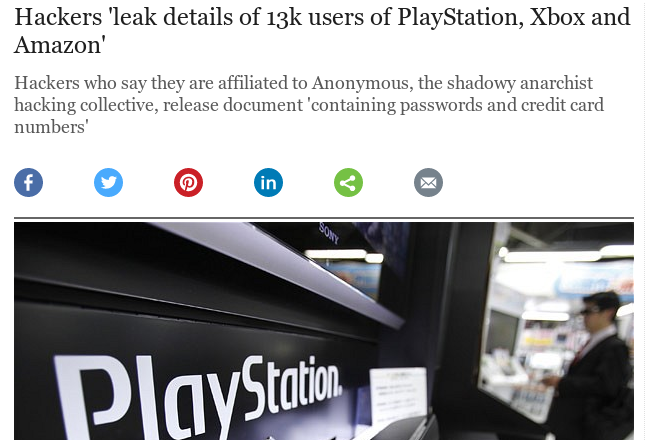 Hackers 'leak details of 13k users of PlayStation, Xbox and
Amazon'
Hackers who say they are affiliated to Anonymous, the shadowy anarchist
hacking collective, release document 'containing passwords and credit card
numbers'
SONY
PlayStation